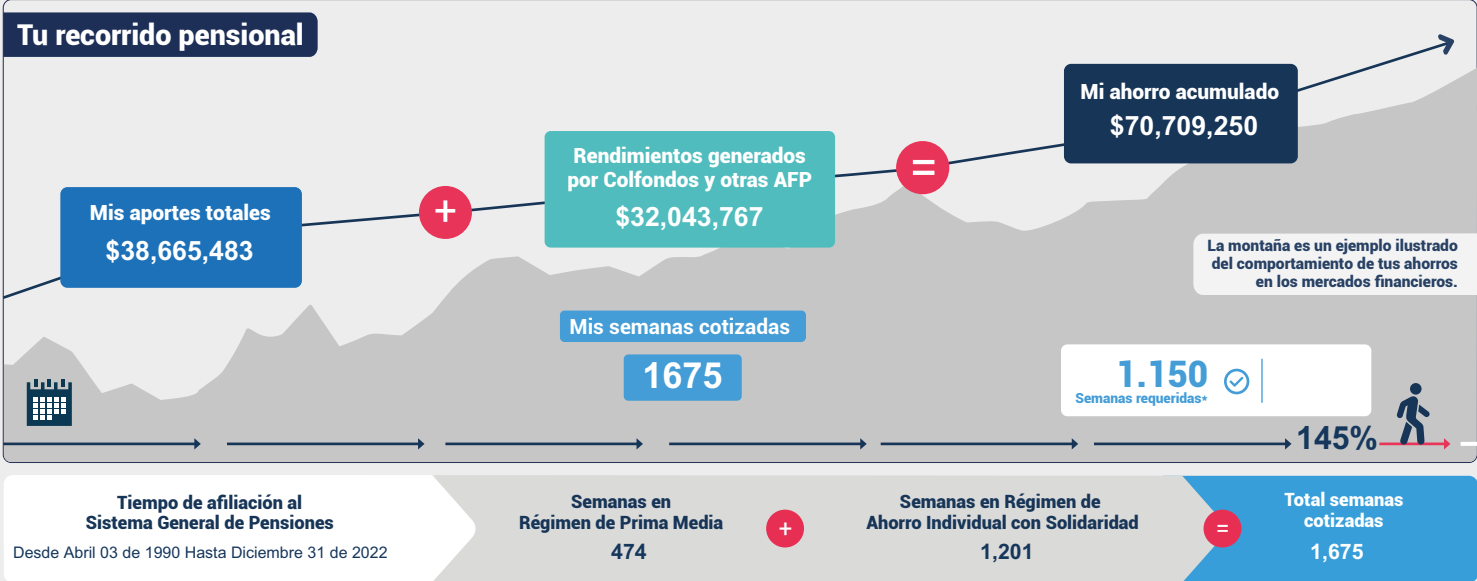 Tu recorrido pensional
Mis aportes totales
$38,665,483
+
Rendimientos generados
por Colfondos y otras AFP
$32,043,767
=
Mi ahorro acumulado
$70,709,250
La montaña es un ejemplo ilustrado
del comportamiento de tus ahorros
en los mercados financieros.
Mis semanas cotizadas
1675
1.150
Semanas requeridas*
145%
Tiempo de afiliación al
Sistema General de Pensiones
Desde Abril 03 de 1990 Hasta Diciembre 31 de 2022
Semanas en
Régimen de Prima Media
474
+
Semanas en Régimen de
Ahorro Individual con Solidaridad
1,201
=
Total semanas
cotizadas
1,675